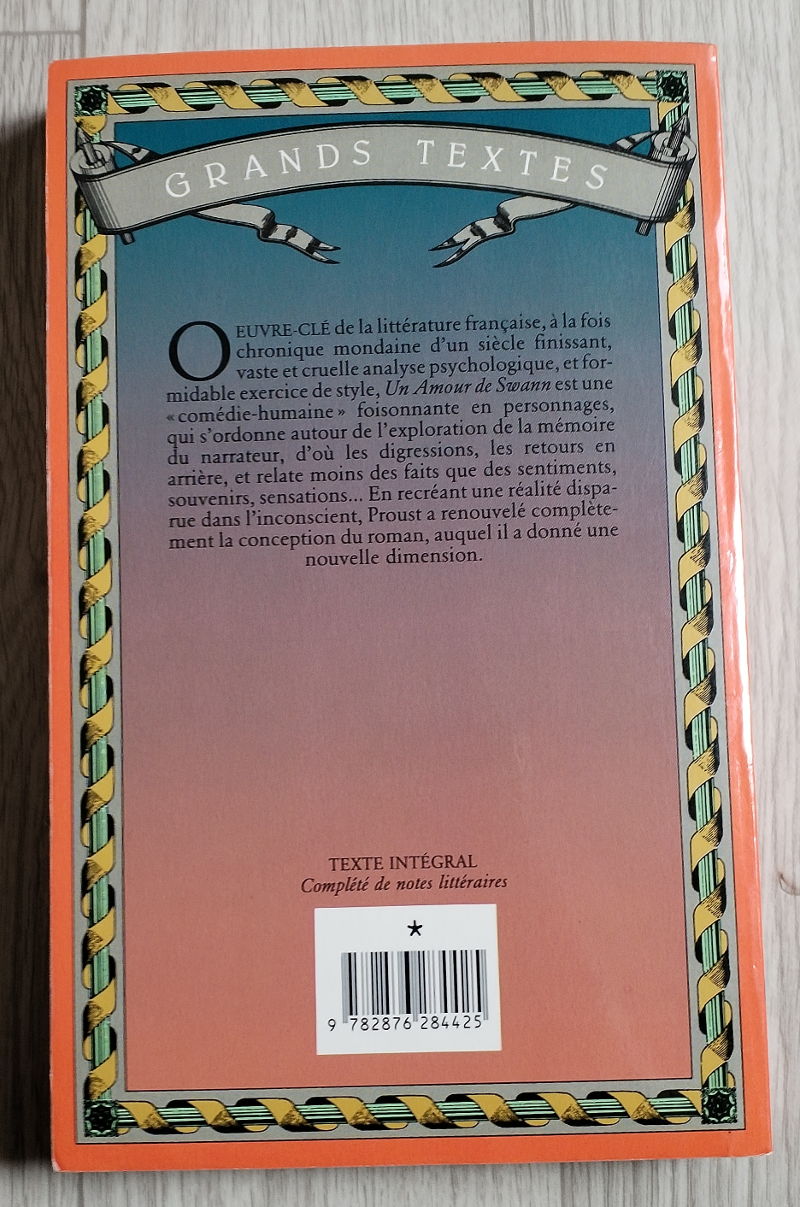 GRANDS TEXTES
OEUVRE-CLÉ de la littérature française, à la fois
chronique mondaine d'un siècle finissant,
vaste et cruelle analyse psychologique, et for-
midable exercice de style, Un Amour de Swann est une
« comédie-humaine » foisonnante en personnages,
qui s'ordonne autour de l'exploration de la mémoire
du narrateur, d'où les digressions, les retours en
arrière, et relate moins des faits que des sentiments,
souvenirs, sensations... En recréant une réalité dispa-
rue dans l'inconscient, Proust a renouvelé complète-
ment la conception du roman, auquel il a donné une
nouvelle dimension.
TEXTE INTÉGRAL
Complété de notes littéraires
*
9 782876 284425